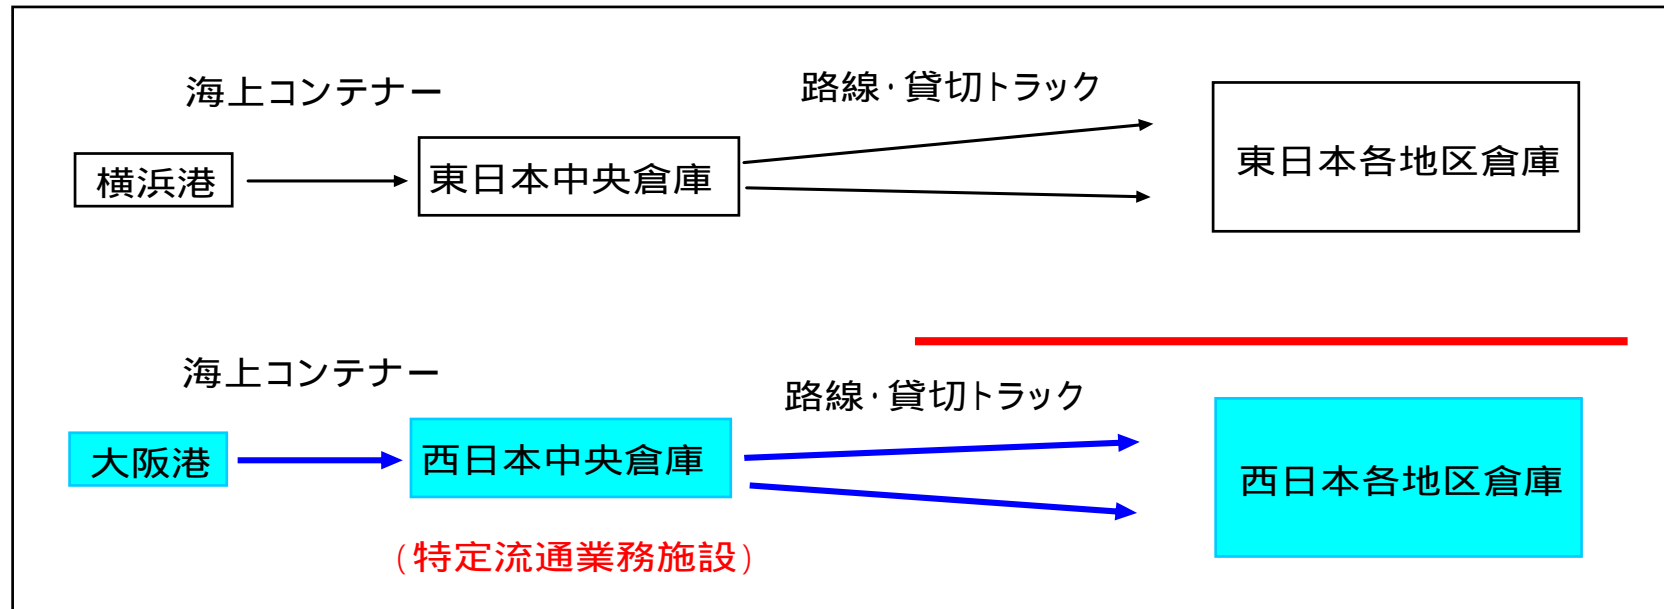 海上コンテナー
路線・貸切トラック
横浜港
東日本中央倉庫
東日本各地区倉庫
海上コンテナー
路線・貸切トラック
大阪港
西日本中央倉庫
西日本各地区倉庫
（特定流通業務施設）